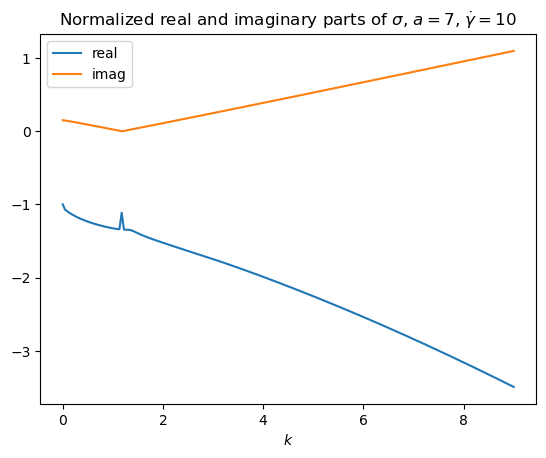 Normalized real and imaginary parts of σ, a = 7, γ̇ = 10
real
imag
1
0
−1
−2
−3
0
2
4
6
8
k